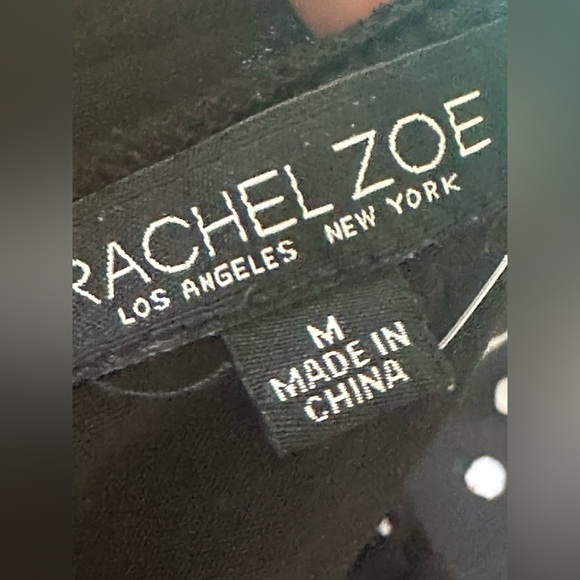 RACHEL ZOE
LOS ANGELES NEW YORK
M
MADE IN
CHINA